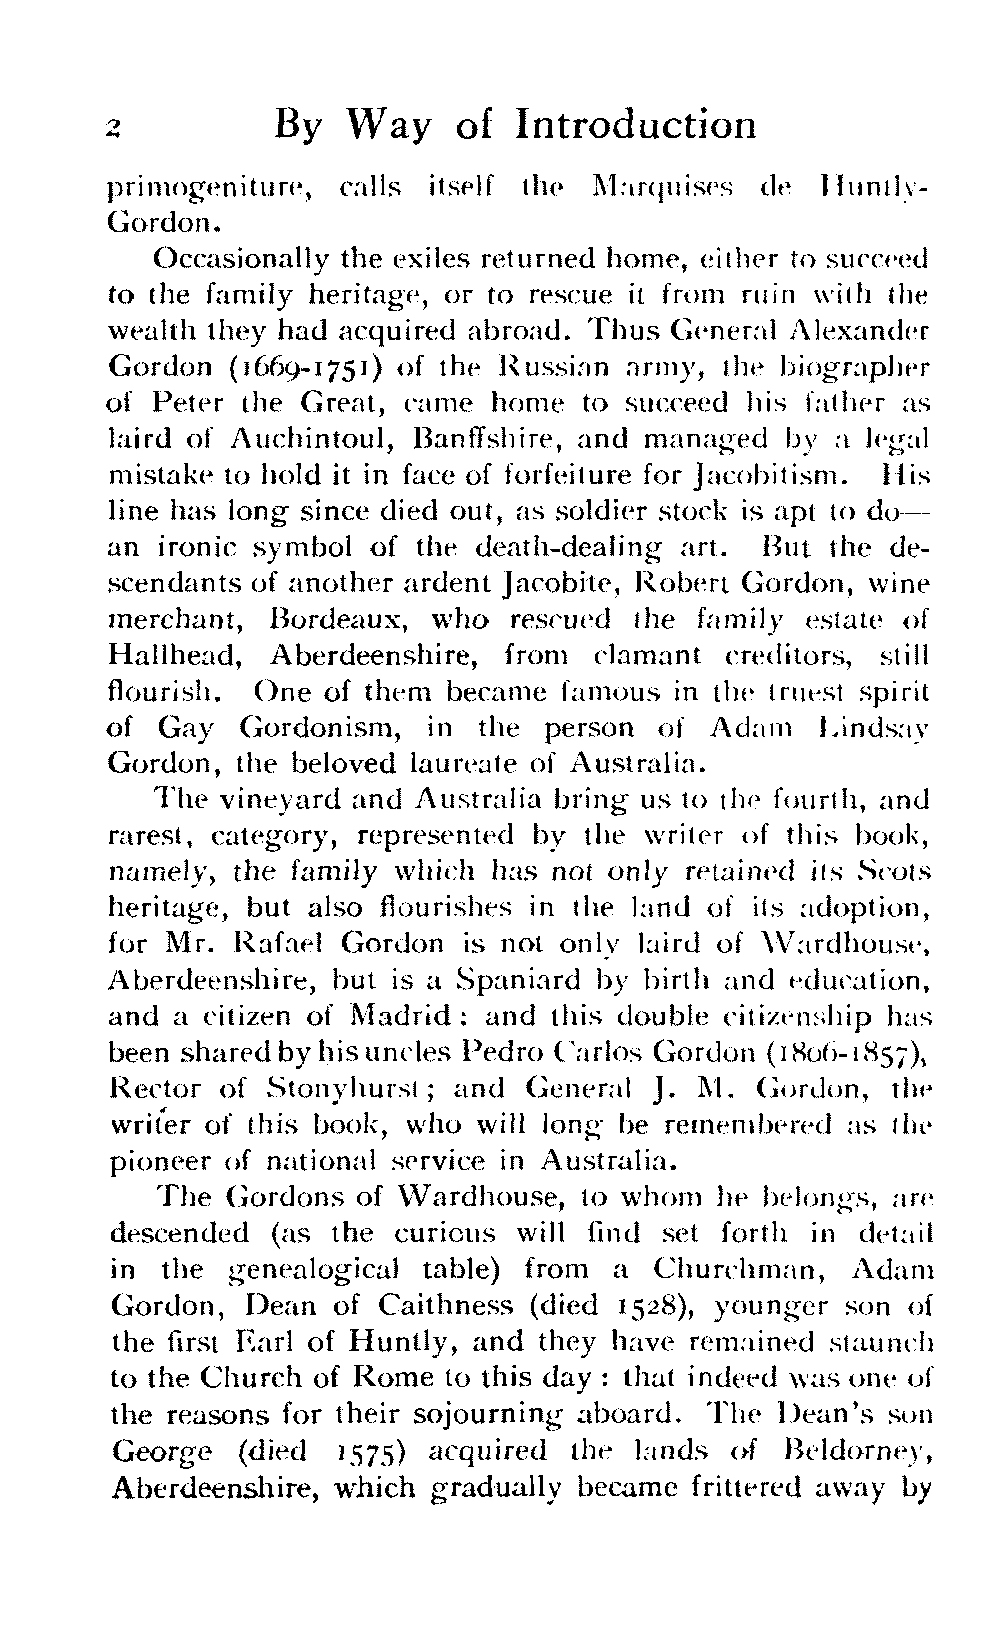 2 By Way of Introduction
primogeniture, calls itself the Marquises de Huntly-
Gordon.
Occasionally the exiles returned home, either to succeed
to the family heritage, or to rescue it from ruin with the
wealth they had acquired abroad. Thus General Alexander
Gordon (1669-1751) of the Russian army, the biographer
of Peter the Great, came home to succeed his father as
laird of Auchintoul, Banffshire, and managed by a legal
mistake to hold it in face of forfeiture for Jacobitism. His
line has long since died out, as soldier stock is apt to do—
an ironic symbol of the death-dealing art. But the de-
scendants of another ardent Jacobite, Robert Gordon, wine
merchant, Bordeaux, who rescued the family estate of
Hallhead, Aberdeenshire, from clamant creditors, still
flourish. One of them became famous in the truest spirit
of Gay Gordonism, in the person of Adam Lindsay
Gordon, the beloved laureate of Australia.
The vineyard and Australia bring us to the fourth, and
rarest, category, represented by the writer of this book,
namely, the family which has not only retained its Scots
heritage, but also flourishes in the land of its adoption,
for Mr. Rafael Gordon is not only laird of Wardhouse,
Aberdeenshire, but is a Spaniard by birth and education,
and a citizen of Madrid : and this double citizenship has
been shared by his uncles Pedro Carlos Gordon (1806-1857),
Rector of Stonyhurst ; and General J. M. Gordon, the
writer of this book, who will long be remembered as the
pioneer of national service in Australia.
The Gordons of Wardhouse, to whom he belongs, are
descended (as the curious will find set forth in detail
in the genealogical table) from a Churchman, Adam
Gordon, Dean of Caithness (died 1528), younger son of
the first Earl of Huntly, and they have remained staunch
to the Church of Rome to this day : that indeed was one of
the reasons for their sojourning aboard. The Dean's son
George (died 1575) acquired the lands of Beldorney,
Aberdeenshire, which gradually became frittered away by